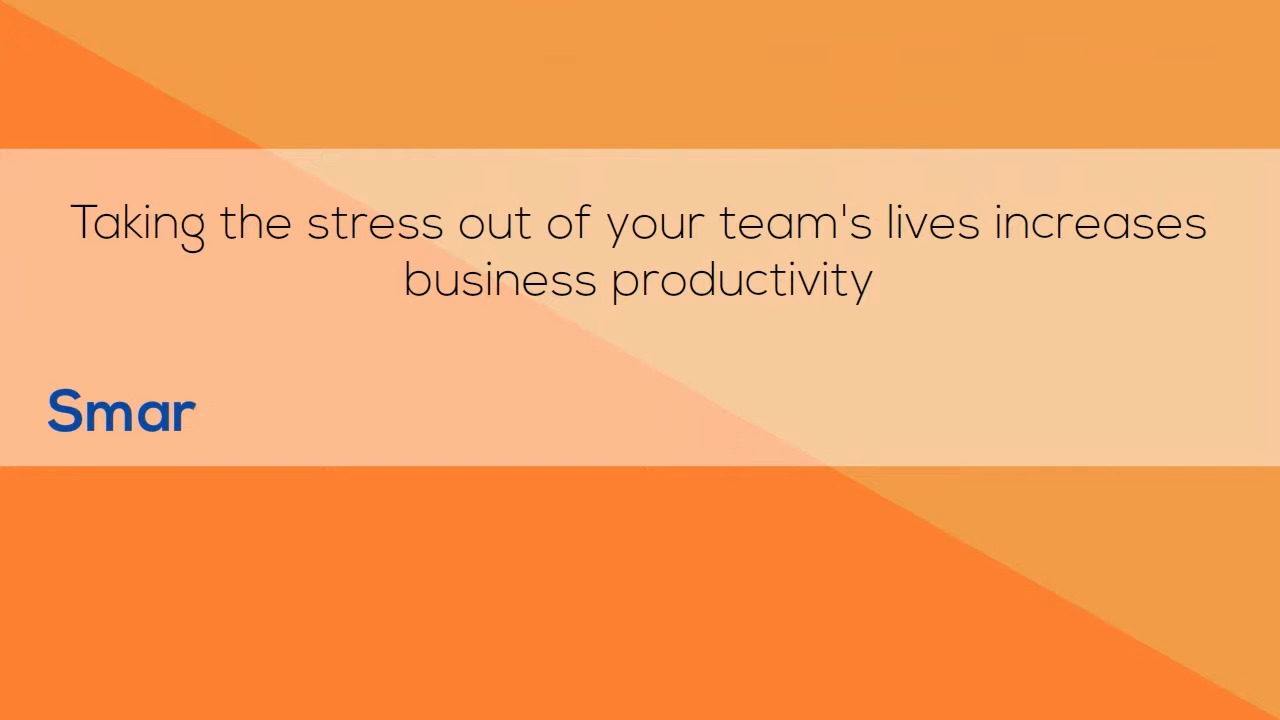 Taking the stress out of your team's lives increases
business productivity
Smar